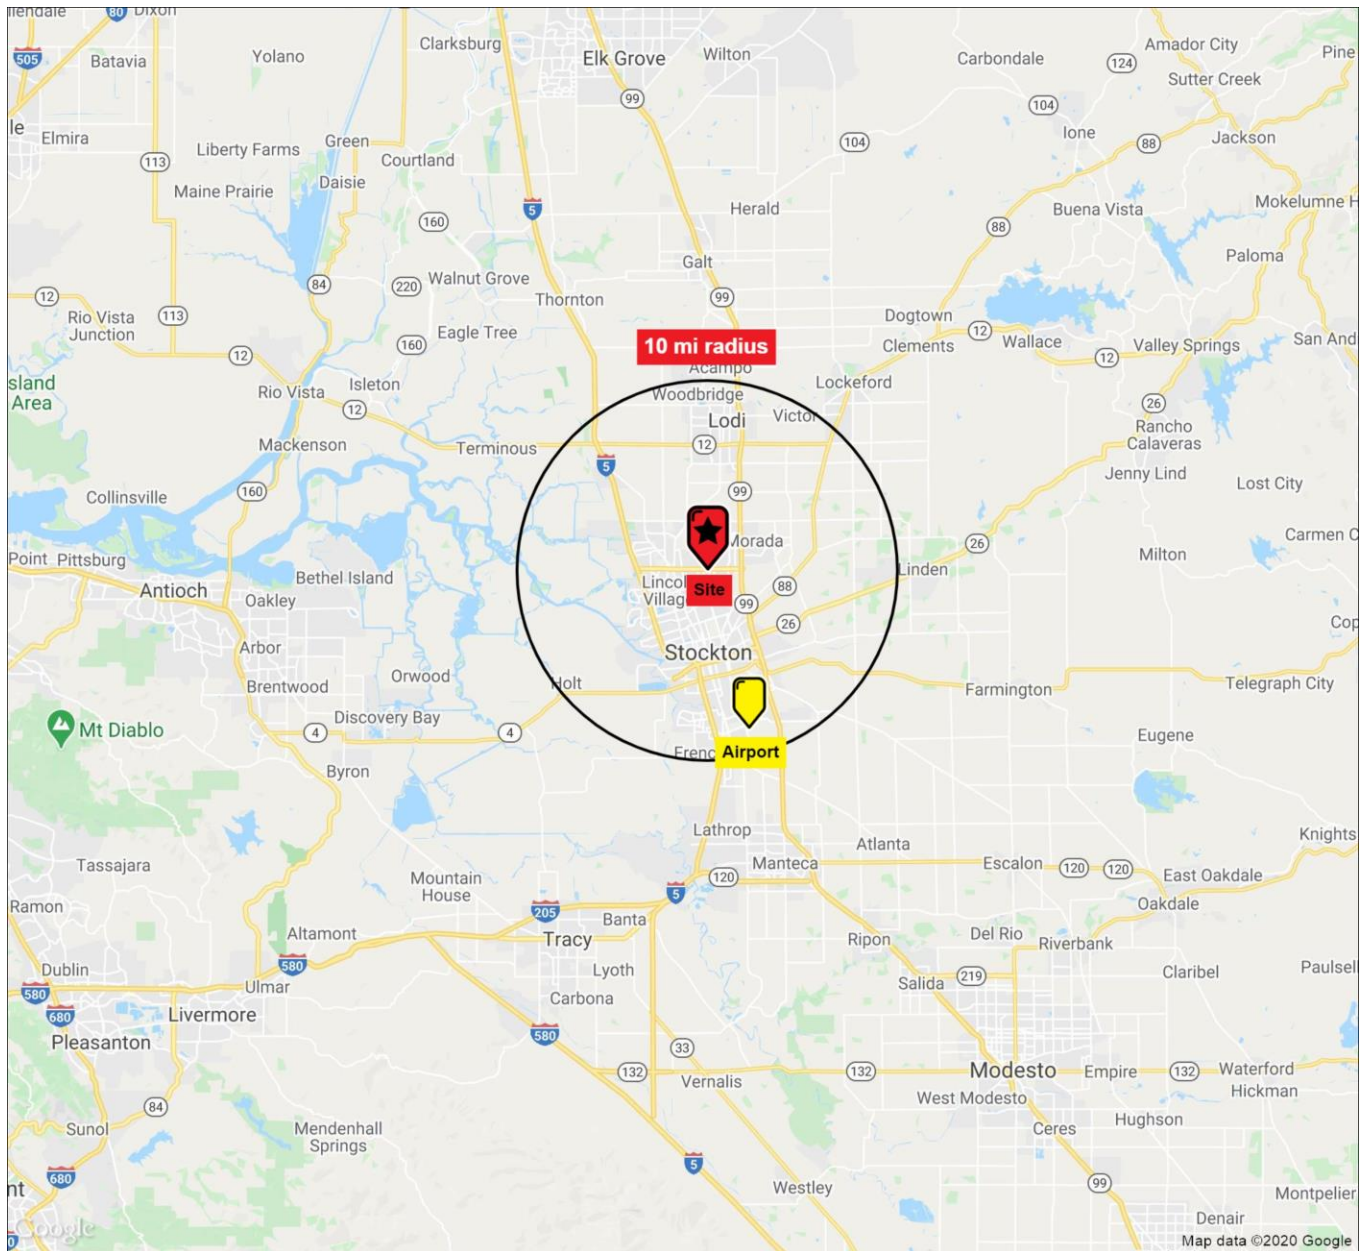 llendale
80
Dixon
Clarksburg
Elk Grove
Wilton
Carbondale
Amador City
Pine
505
Batavia
Yolano
124
Sutter Creek
99
104
le
Elmira
Liberty Farms
Green
104
Ione
88
Jackson
113
Courtland
Maine Prairie
Daisie
160
5
Herald
88
Buena Vista
Mokelumne H
Galt
Paloma
84
220
Walnut Grove
12
Rio Vista
Junction
113
Thornton
99
Dogtown
Eagle Tree
160
10 mi radius
Clements
12
Wallace
Valley Springs
San And
12
12
Acampo
sland
Area
Rio Vista
Isleton
12
Woodbridge
Lockeford
26
Lodi
Victor
Rancho
Calaveras
Mackenson
Terminous
12
5
Jenny Lind
Lost City
Collinsville
160
99
Point
Pittsburg
Morada
26
Milton
Carmen C
Bethel Island
Linden
Antioch
Oakley
Lincol
Villag
Site
88
99
26
Cop
Arbor
Stockton
Brentwood
Orwood
Holt
Farmington
Telegraph City
Mt Diablo
Discovery Bay
4
4
Eugene
Frenc
Airport
Byron
Lathrop
Atlanta
Knights
Tassajara
Mountain
House
Manteca
120
Escalon
120
120
East Oakdale
Ramon
205
5
Banta
Oakdale
Altamont
Tracy
Ripon
Del Rio
Riverbank
Dublin
580
Lyoth
Salida
219
Claribel
Paulsel
580
Ulmar
680
Livermore
Carbona
Pleasanton
580
33
132
Vernalis
132
Modesto
Empire
132
Waterford
Hickman
84
West Modesto
Sunol
Mendenhall
Springs
Ceres
Hughson
680
5
Westley
99
nt
Montpelier
Denair
Google
Map data ©2020 Google